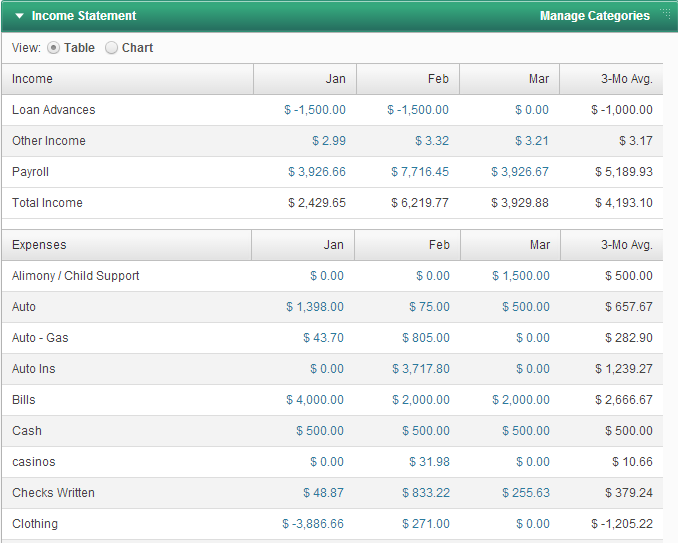 Income Statement Manage Categories
View: Table Chart
Income Jan Feb Mar 3-Mo Avg.
Loan Advances $ -1,500.00 $ -1,500.00 $ 0.00 $ -1,000.00
Other Income $ 2.99 $ 3.32 $ 3.21 $ 3.17
Payroll $ 3,926.66 $ 7,716.45 $ 3,926.67 $ 5,189.93
Total Income $ 2,429.65 $ 6,219.77 $ 3,929.88 $ 4,193.10
Expenses Jan Feb Mar 3-Mo Avg.
Alimony / Child Support $ 0.00 $ 0.00 $ 1,500.00 $ 500.00
Auto $ 1,398.00 $ 75.00 $ 500.00 $ 657.67
Auto - Gas $ 43.70 $ 805.00 $ 0.00 $ 282.90
Auto Ins $ 0.00 $ 3,717.80 $ 0.00 $ 1,239.27
Bills $ 4,000.00 $ 2,000.00 $ 2,000.00 $ 2,666.67
Cash $ 500.00 $ 500.00 $ 500.00 $ 500.00
casinos $ 0.00 $ 31.98 $ 0.00 $ 10.66
Checks Written $ 48.87 $ 833.22 $ 255.63 $ 379.24
Clothing $ -3,886.66 $ 271.00 $ 0.00 $ -1,205.22